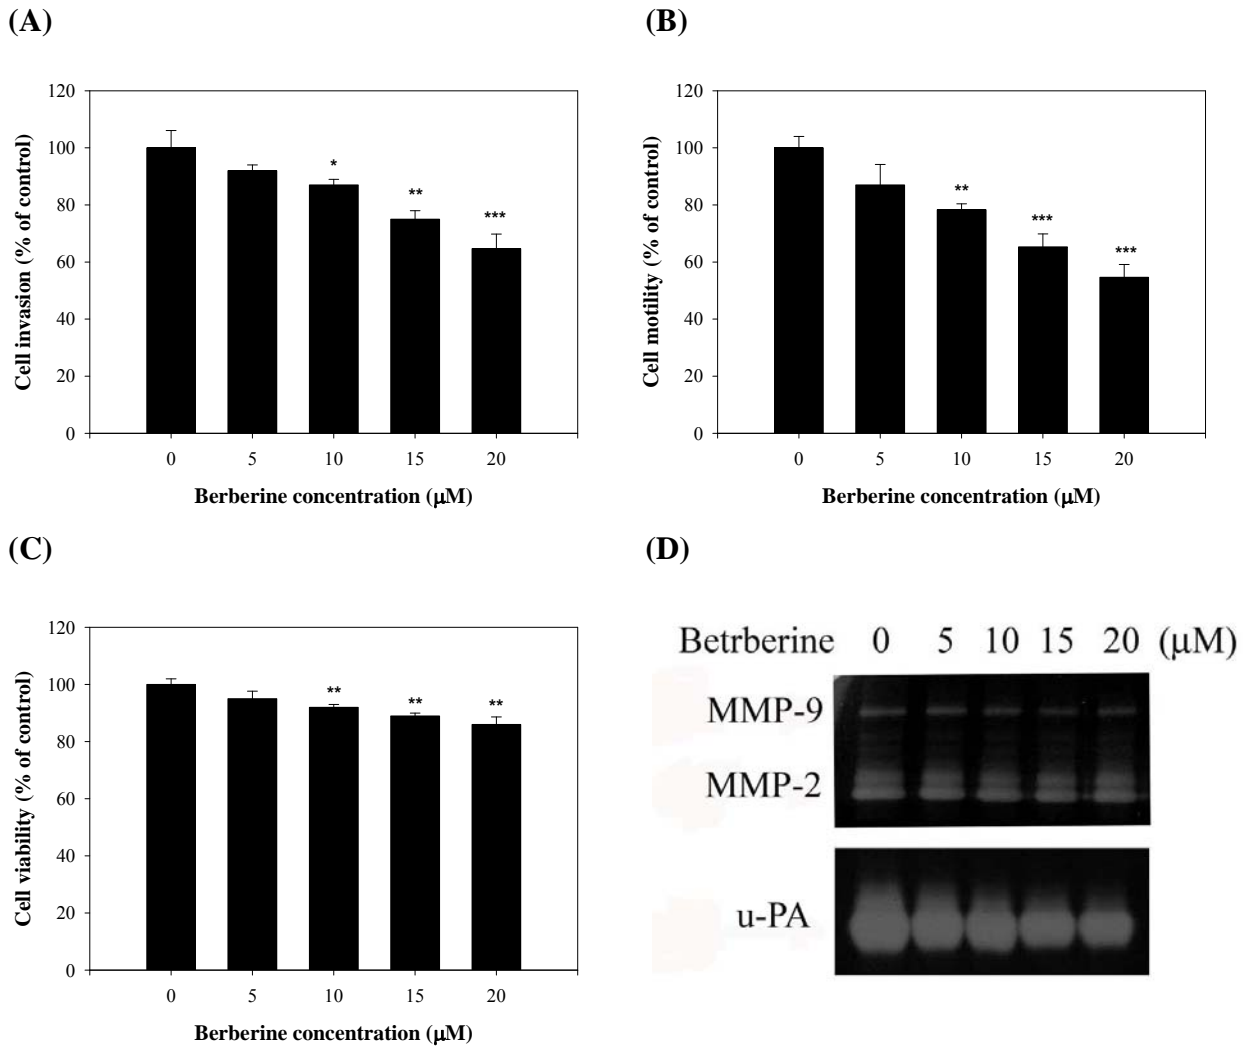 (A)
120
100
80
60
40
20
0
Cell invasion (% of control)
*
**
***
0 5 10 15 20
Berberine concentration (μM)
(B)
120
100
80
60
40
20
0
Cell motility (% of control)
**
***
***
0 5 10 15 20
Berberine concentration (μM)
(C)
120
100
80
60
40
20
0
Cell viability (% of control)
**
**
**
0 5 10 15 20
Berberine concentration (μM)
(D)
Betrberine 0 5 10 15 20 (μM)
MMP-9
MMP-2
u-PA